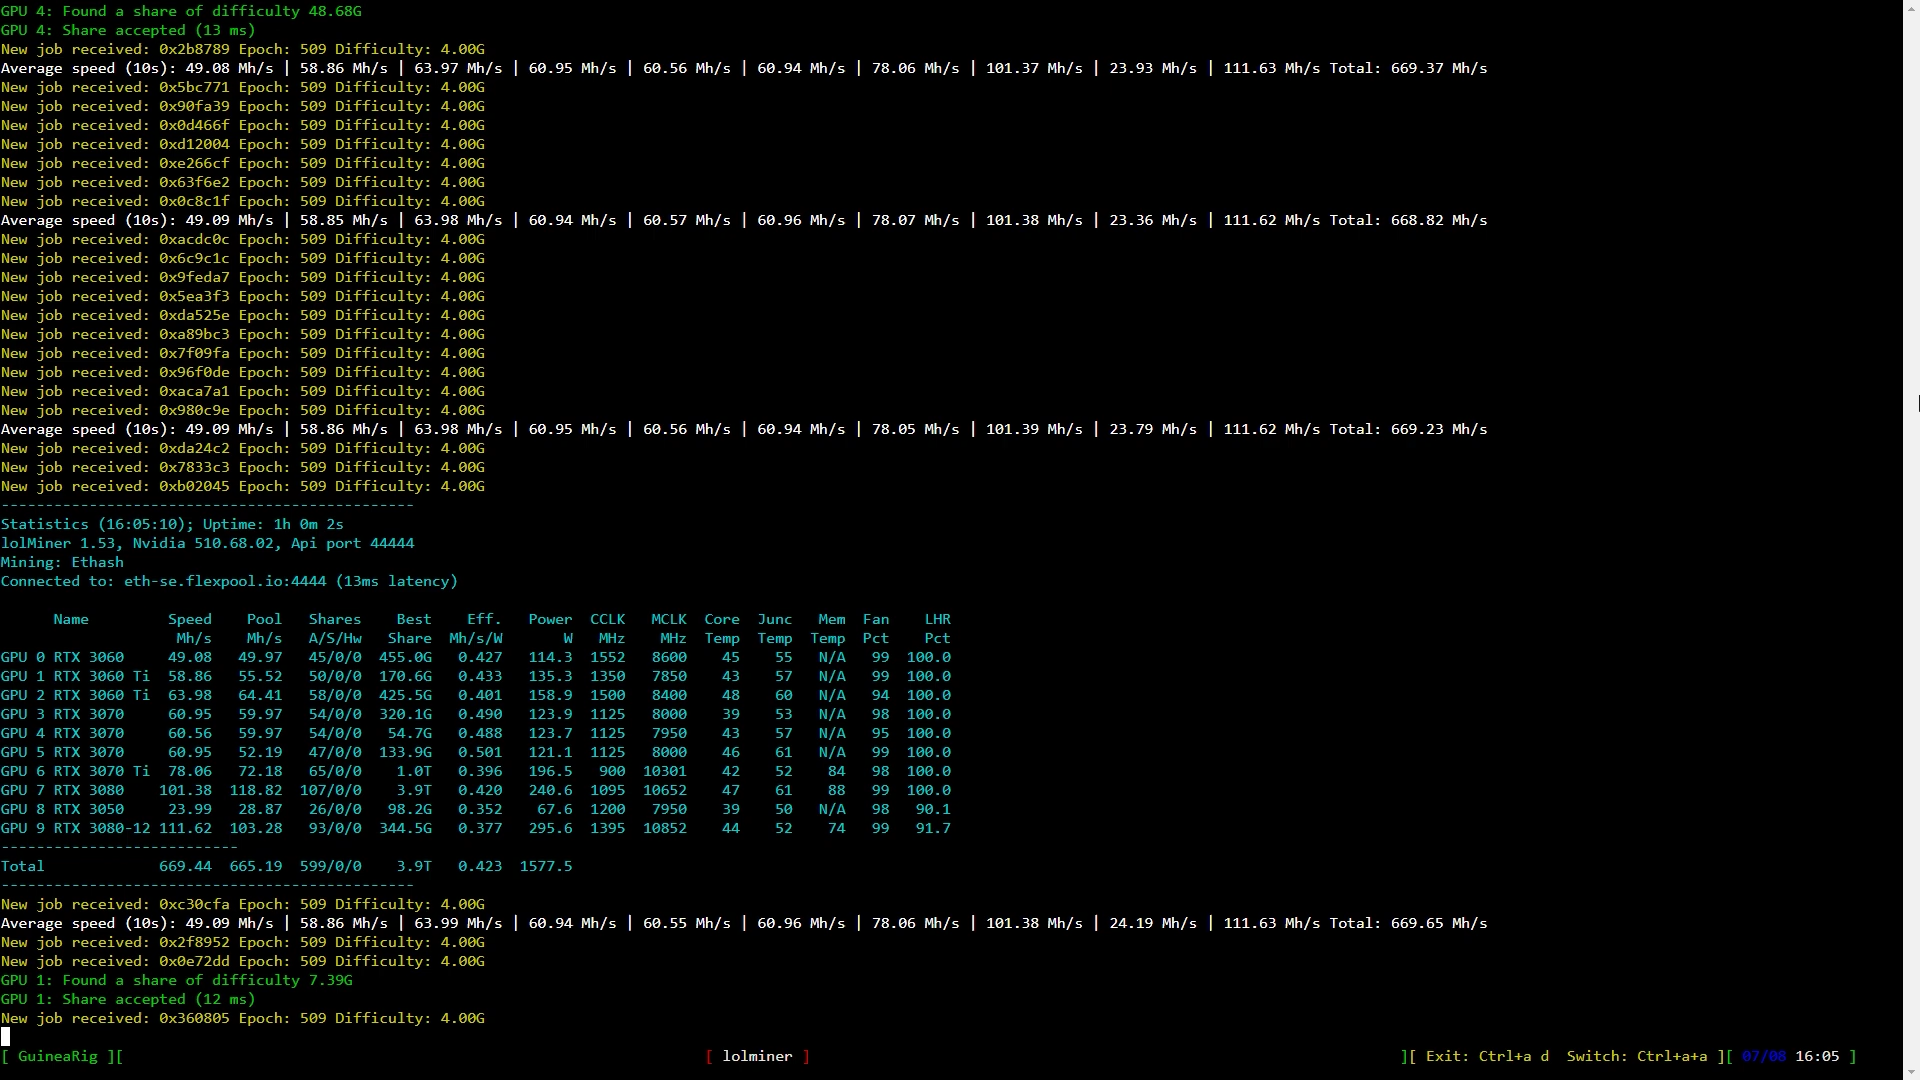 GPU 4: Found a share of difficulty 48.68G
GPU 4: Share accepted (13 ms)
New job received: 0x2b8789 Epoch: 509 Difficulty: 4.00G
Average speed (10s): 49.08 Mh/s | 58.86 Mh/s | 63.97 Mh/s | 60.95 Mh/s | 60.56 Mh/s | 60.94 Mh/s | 78.06 Mh/s | 101.37 Mh/s | 23.93 Mh/s | 111.63 Mh/s Total: 669.37 Mh/s
New job received: 0x5bc771 Epoch: 509 Difficulty: 4.00G
New job received: 0x90fa39 Epoch: 509 Difficulty: 4.00G
New job received: 0x0d466f Epoch: 509 Difficulty: 4.00G
New job received: 0xd12004 Epoch: 509 Difficulty: 4.00G
New job received: 0xe266cf Epoch: 509 Difficulty: 4.00G
New job received: 0x63f6e2 Epoch: 509 Difficulty: 4.00G
New job received: 0x0c8c1f Epoch: 509 Difficulty: 4.00G
Average speed (10s): 49.09 Mh/s | 58.85 Mh/s | 63.98 Mh/s | 60.94 Mh/s | 60.57 Mh/s | 60.96 Mh/s | 78.07 Mh/s | 101.38 Mh/s | 23.36 Mh/s | 111.62 Mh/s Total: 668.82 Mh/s
New job received: 0xacdc0c Epoch: 509 Difficulty: 4.00G
New job received: 0x6c9c1c Epoch: 509 Difficulty: 4.00G
New job received: 0x9feda7 Epoch: 509 Difficulty: 4.00G
New job received: 0x5ea3f3 Epoch: 509 Difficulty: 4.00G
New job received: 0xda525e Epoch: 509 Difficulty: 4.00G
New job received: 0xa89bc3 Epoch: 509 Difficulty: 4.00G
New job received: 0x7f09fa Epoch: 509 Difficulty: 4.00G
New job received: 0x96f0de Epoch: 509 Difficulty: 4.00G
New job received: 0xaca7a1 Epoch: 509 Difficulty: 4.00G
New job received: 0x980c9e Epoch: 509 Difficulty: 4.00G
Average speed (10s): 49.09 Mh/s | 58.86 Mh/s | 63.98 Mh/s | 60.95 Mh/s | 60.56 Mh/s | 60.94 Mh/s | 78.05 Mh/s | 101.39 Mh/s | 23.79 Mh/s | 111.62 Mh/s Total: 669.23 Mh/s
New job received: 0xda24c2 Epoch: 509 Difficulty: 4.00G
New job received: 0x7833c3 Epoch: 509 Difficulty: 4.00G
New job received: 0xb02045 Epoch: 509 Difficulty: 4.00G
-----------------------------------------------
Statistics (16:05:10); Uptime: 1h 0m 2s
lolMiner 1.53, Nvidia 510.68.02, Api port 44444
Mining: Ethash
Connected to: eth-se.flexpool.io:4444 (13ms latency)
Name Speed Pool Shares Best Eff. Power CCLK MCLK Core Junc Mem Fan LHR
Mh/s Mh/s A/S/Hw Share Mh/s/W W MHz MHz Temp Temp Temp Pct Pct
GPU 0 RTX 3060 49.08 49.97 45/0/0 455.0G 0.427 114.3 1552 8600 45 55 N/A 99 100.0
GPU 1 RTX 3060 Ti 58.86 55.52 50/0/0 170.6G 0.433 135.3 1350 7850 43 57 N/A 99 100.0
GPU 2 RTX 3060 Ti 63.98 64.41 58/0/0 425.5G 0.401 158.9 1500 8400 48 60 N/A 94 100.0
GPU 3 RTX 3070 60.95 59.97 54/0/0 320.1G 0.490 123.9 1125 8000 39 53 N/A 98 100.0
GPU 4 RTX 3070 60.56 59.97 54/0/0 54.7G 0.488 123.7 1125 7950 43 57 N/A 95 100.0
GPU 5 RTX 3070 60.95 52.19 47/0/0 133.9G 0.501 121.1 1125 8000 46 61 N/A 99 100.0
GPU 6 RTX 3070 Ti 78.06 72.18 65/0/0 1.0T 0.396 196.5 900 10301 42 52 84 98 100.0
GPU 7 RTX 3080 101.38 118.82 107/0/0 3.9T 0.420 240.6 1095 10652 47 61 88 99 100.0
GPU 8 RTX 3050 23.99 28.87 26/0/0 98.2G 0.352 67.6 1200 7950 39 50 N/A 98 90.1
GPU 9 RTX 3080-12 111.62 103.28 93/0/0 344.5G 0.377 295.6 1395 10852 44 52 74 99 91.7
---------------------------
Total 669.44 665.19 599/0/0 3.9T 0.423 1577.5
-----------------------------------------------
New job received: 0xc30cfa Epoch: 509 Difficulty: 4.00G
Average speed (10s): 49.09 Mh/s | 58.86 Mh/s | 63.99 Mh/s | 60.94 Mh/s | 60.55 Mh/s | 60.96 Mh/s | 78.06 Mh/s | 101.38 Mh/s | 24.19 Mh/s | 111.63 Mh/s Total: 669.65 Mh/s
New job received: 0x2f8952 Epoch: 509 Difficulty: 4.00G
New job received: 0x0e72dd Epoch: 509 Difficulty: 4.00G
GPU 1: Found a share of difficulty 7.39G
GPU 1: Share accepted (12 ms)
New job received: 0x360805 Epoch: 509 Difficulty: 4.00G
[ GuineaRig ][ [ lolminer ] ][ Exit: Ctrl+a d Switch: Ctrl+a+a ][ 07/08 16:05 ]